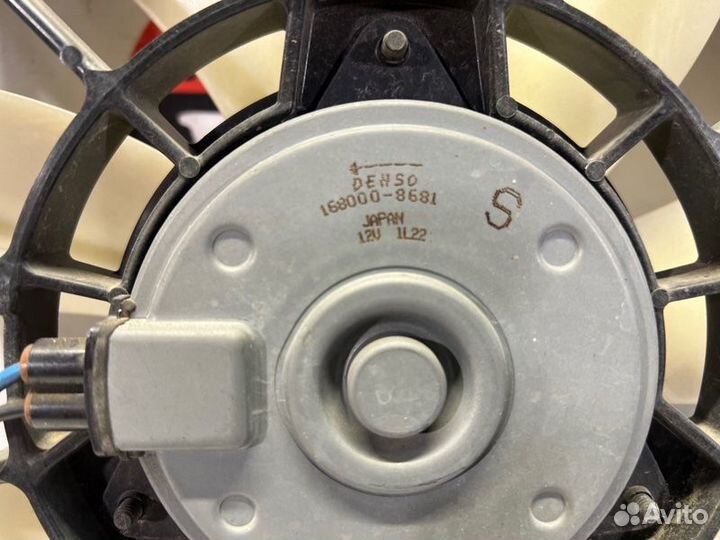 DENSO
168000-8681
S
JAPAN
12V 1L22
Avito